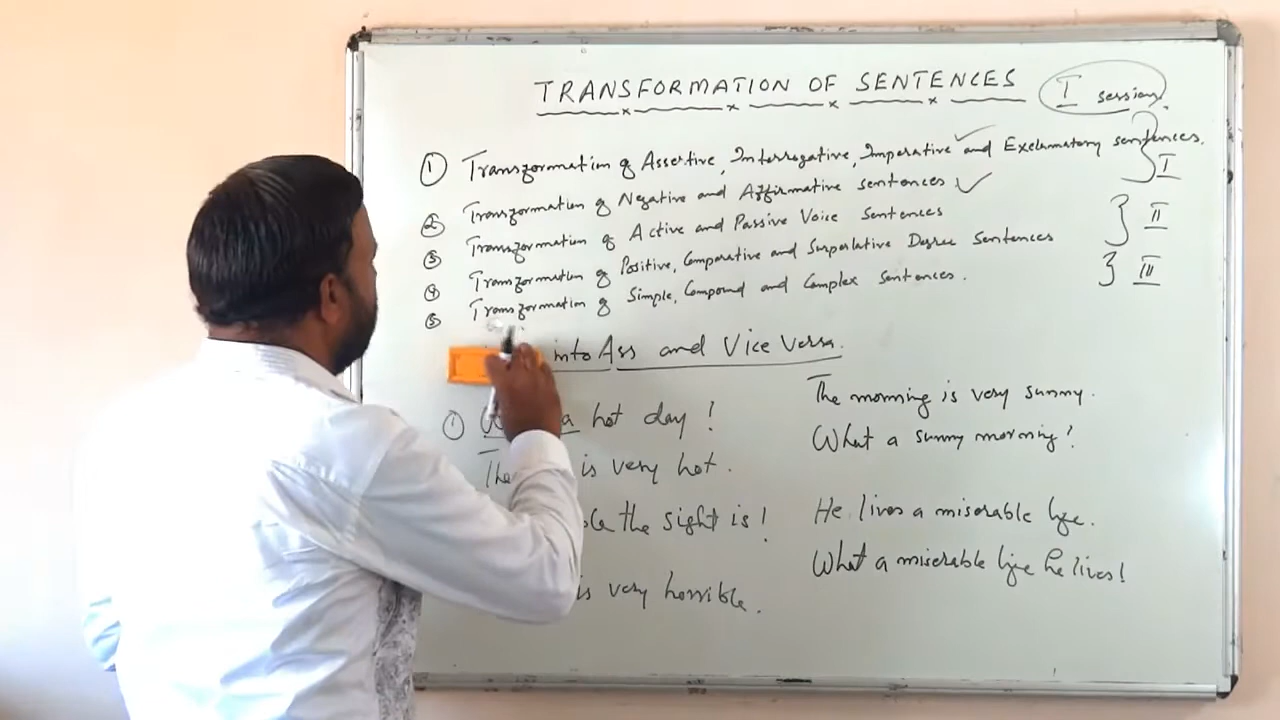 TRANSFORMATION OF SENTENCES I session.
① Transformation of Assertive, Interrogative, Imperative and Exclamatory sentences. } I
② Transformation of Negative and Affirmative sentences ✓
③ Transformation of Active and Passive Voice sentences } II
④ Transformation of Positive, Comparative and Superlative Degree sentences
⑤ Transformation of Simple, Compound and Complex sentences. } III
into Ass and Vice Versa.
① a hot day!
The is very hot.
the sight is!
is very horrible.
The morning is very sunny.
What a sunny morning!
He lives a miserable life.
What a miserable life he lives!